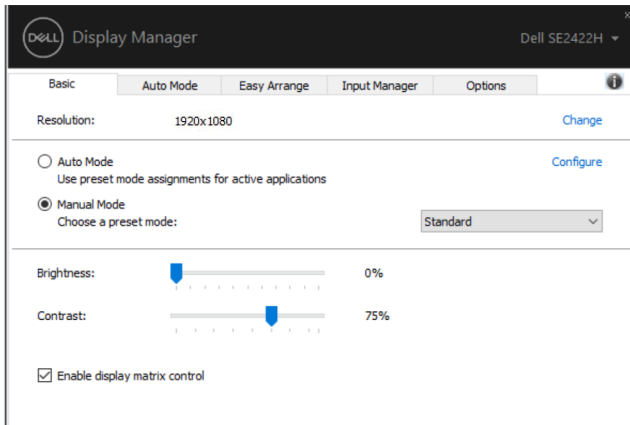 DELL Display Manager
Dell SE2422H
Basic Auto Mode Easy Arrange Input Manager Options
Resolution: 1920x1080 Change
Auto Mode Configure
Use preset mode assignments for active applications
Manual Mode
Choose a preset mode: Standard
Brightness: 0%
Contrast: 75%
Enable display matrix control